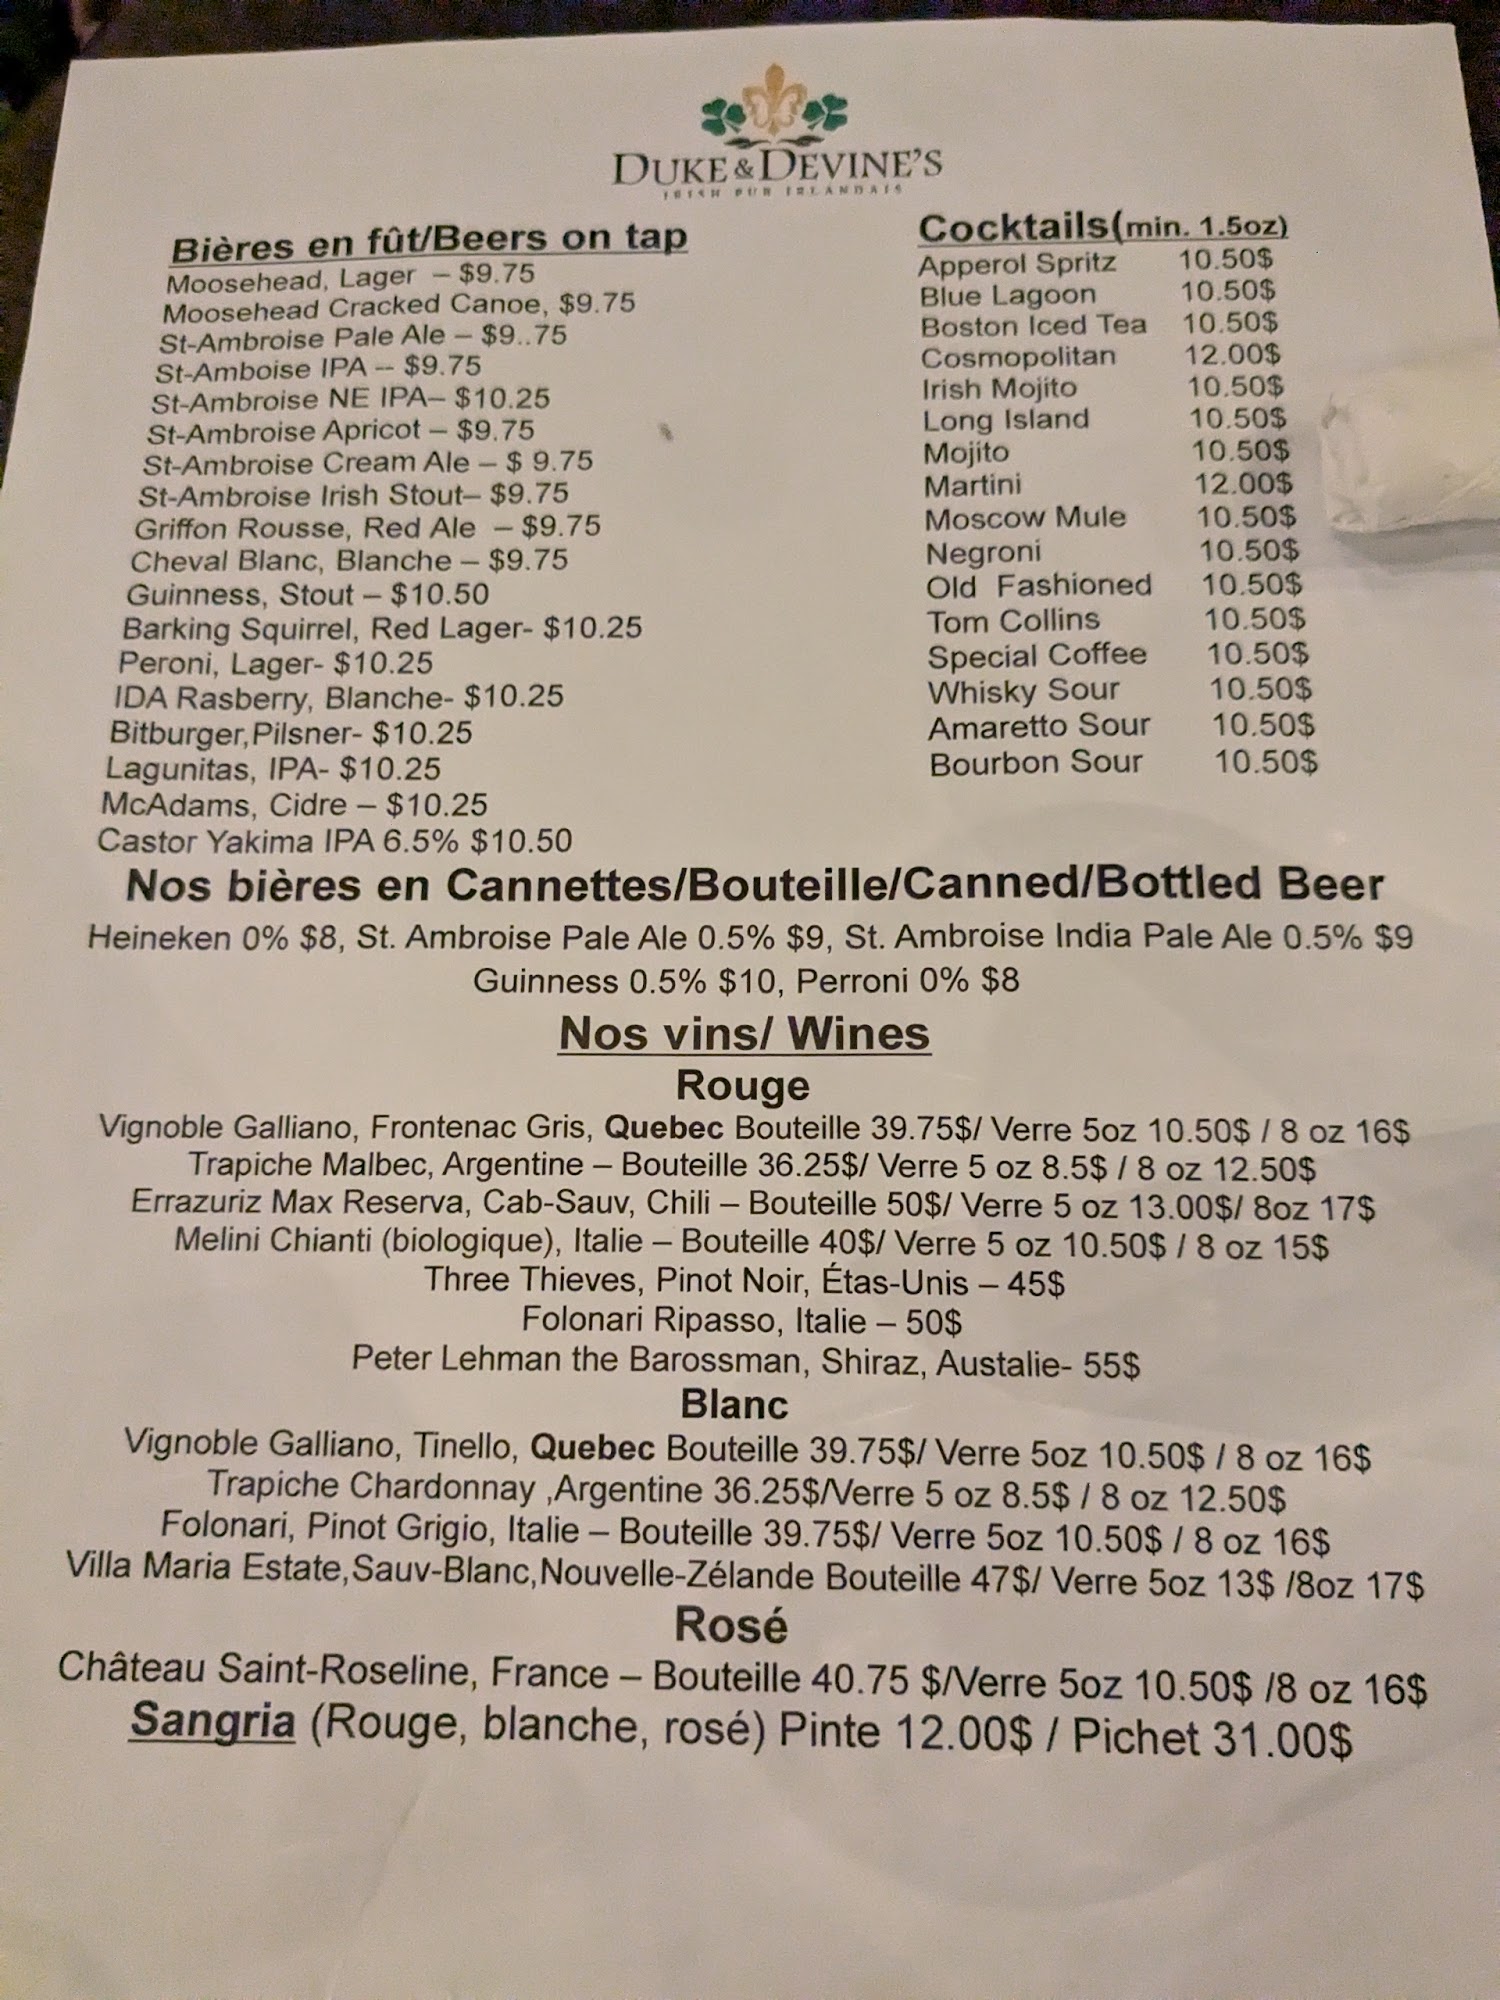 DUKE & DEVINE'S
IRISH PUB IRLANDAIS
Bières en fût/Beers on tap
Moosehead, Lager – $9.75
Moosehead Cracked Canoe, $9.75
St-Ambroise Pale Ale – $9..75
St-Amboise IPA -- $9.75
St-Ambroise NE IPA– $10.25
St-Ambroise Apricot – $9.75
St-Ambroise Cream Ale – $ 9.75
St-Ambroise Irish Stout– $9.75
Griffon Rousse, Red Ale – $9.75
Cheval Blanc, Blanche – $9.75
Guinness, Stout – $10.50
Barking Squirrel, Red Lager- $10.25
Peroni, Lager- $10.25
IDA Rasberry, Blanche- $10.25
Bitburger,Pilsner- $10.25
Lagunitas, IPA- $10.25
McAdams, Cidre – $10.25
Castor Yakima IPA 6.5% $10.50
Cocktails(min. 1.5oz)
Apperol Spritz 10.50$
Blue Lagoon 10.50$
Boston Iced Tea 10.50$
Cosmopolitan 12.00$
Irish Mojito 10.50$
Long Island 10.50$
Mojito 10.50$
Martini 12.00$
Moscow Mule 10.50$
Negroni 10.50$
Old Fashioned 10.50$
Tom Collins 10.50$
Special Coffee 10.50$
Whisky Sour 10.50$
Amaretto Sour 10.50$
Bourbon Sour 10.50$
Nos bières en Cannettes/Bouteille/Canned/Bottled Beer
Heineken 0% $8, St. Ambroise Pale Ale 0.5% $9, St. Ambroise India Pale Ale 0.5% $9
Guinness 0.5% $10, Perroni 0% $8
Nos vins/ Wines
Rouge
Vignoble Galliano, Frontenac Gris, Quebec Bouteille 39.75$/ Verre 5oz 10.50$ / 8 oz 16$
Trapiche Malbec, Argentine – Bouteille 36.25$/ Verre 5 oz 8.5$ / 8 oz 12.50$
Errazuriz Max Reserva, Cab-Sauv, Chili – Bouteille 50$/ Verre 5 oz 13.00$/ 8oz 17$
Melini Chianti (biologique), Italie – Bouteille 40$/ Verre 5 oz 10.50$ / 8 oz 15$
Three Thieves, Pinot Noir, Étas-Unis – 45$
Folonari Ripasso, Italie – 50$
Peter Lehman the Barossman, Shiraz, Austalie- 55$
Blanc
Vignoble Galliano, Tinello, Quebec Bouteille 39.75$/ Verre 5oz 10.50$ / 8 oz 16$
Trapiche Chardonnay ,Argentine 36.25$/Verre 5 oz 8.5$ / 8 oz 12.50$
Folonari, Pinot Grigio, Italie – Bouteille 39.75$/ Verre 5oz 10.50$ / 8 oz 16$
Villa Maria Estate,Sauv-Blanc,Nouvelle-Zélande Bouteille 47$/ Verre 5oz 13$ /8oz 17$
Rosé
Château Saint-Roseline, France – Bouteille 40.75 $/Verre 5oz 10.50$ /8 oz 16$
Sangria (Rouge, blanche, rosé) Pinte 12.00$ / Pichet 31.00$